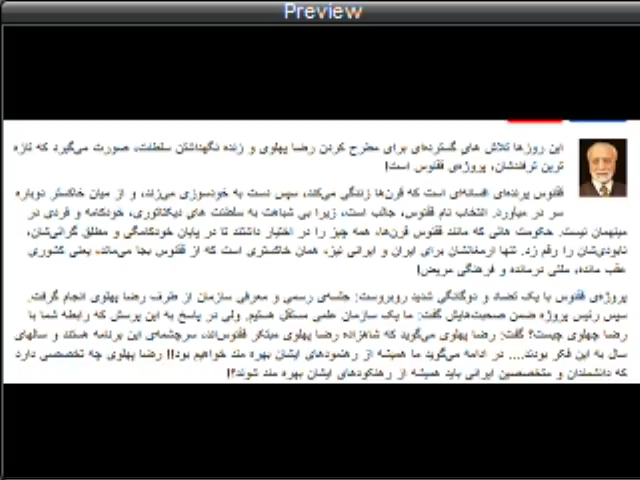 Preview
این روزها تلاش های گسترده‌ای برای مطرح کردن رضا پهلوی و زنده نگهداشتن سلطنت، صورت می‌گیرد که تازه
ترین ترفندشان، پروژه‌ی ققنوس است!
ققنوس پرنده‌ای افسانه‌ای است که قرن‌ها زندگی می‌کند، سپس دست به خودسوزی می‌زند، و از میان خاکستر دوباره
سر در میآورد. انتخاب نام ققنوس، جالب است، زیرا بی شباهت به سلطنت های دیکتاتوری، خودکامه و فردی در
میهنمان نیست. حکومت هائی که مانند ققنوس قرن‌ها، همه چیز را در اختیار داشتند تا در پایان خودکامگی و مطلق گرائی‌شان،
نابودی‌شان را رقم زد. تنها ارمغانشان برای ایران و ایرانی نیز، همان خاکستری است که از ققنوس بجا می‌ماند، یعنی کشوری
عقب مانده، ملتی درمانده و فرهنگی مریض!
پروژه‌ی ققنوس با یک تضاد و دوگانگی شدید روبروست: جلسه‌ی رسمی و معرفی سازمان از طرف رضا پهلوی انجام گرفت.
سپس رئیس پروژه ضمن صحبت‌هایش گفت: ما یک سازمان علمی مستقل هستیم. ولی در پاسخ به این پرسش که رابطه شما با
رضا پهلوی چیست؟ گفت: رضا پهلوی می‌گوید که شاهزاده رضا پهلوی مبتکر ققنوس‌اند، سرچشمه‌ی این برنامه هستند و سالهای
سال به این فکر بودند.... در ادامه می‌گوید ما همیشه از رهنمودهای ایشان بهره مند خواهیم بود!! رضا پهلوی چه تخصصی دارد
که دانشمندان و متخصصین ایرانی باید همیشه از رهنمودهای ایشان بهره مند شوند؟!